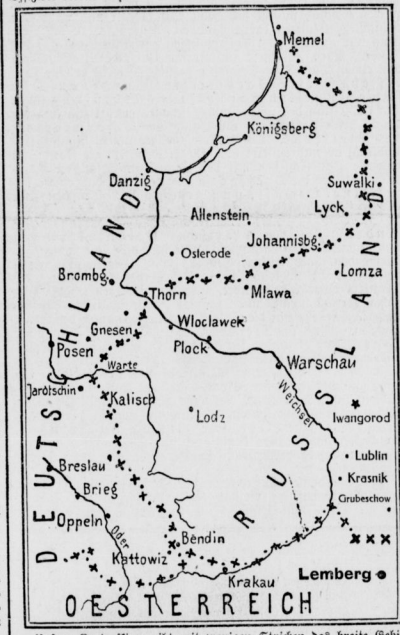 Memel
Königsberg
Danzig
Suwalki
Allenstein
Lyck
Johannisbg.
Osterode
Lomza
Brombg.
Thorn
Mlawa
Gnesen
Wloclawek
Posen
Plock
Warte
Warschau
Jarotschin
Kalisch
Weichsel
Lodz
Iwangorod
Lublin
Breslau
Krasnik
Brieg
Grubeschow
Oppeln
Oder
Bendin
Kattowiz
Krakau
Lemberg
DEUTSCHLAND
RUSSLAND
OESTERREICH